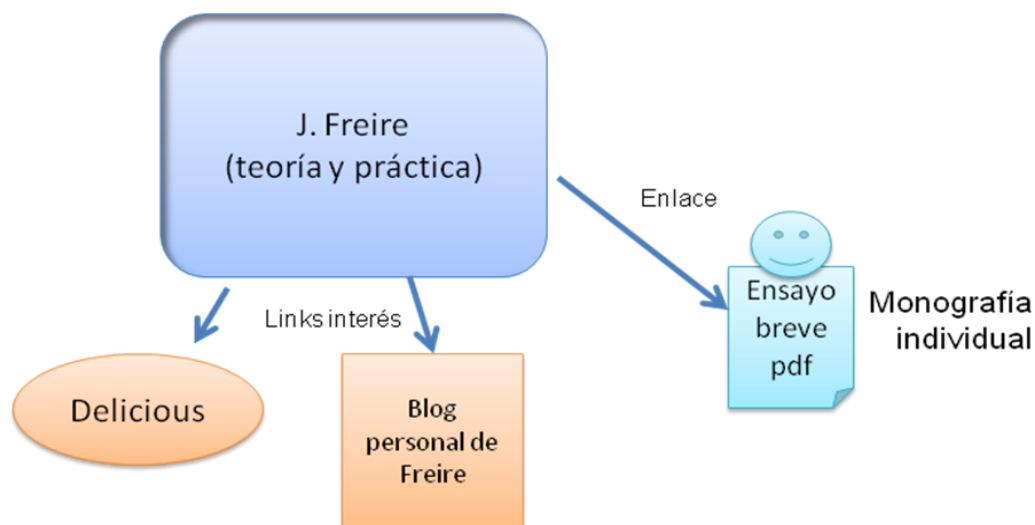 J. Freire
(teoría y práctica)
Enlace
Ensayo
breve
pdf
Monografía
individual
Links interés
Delicious
Blog
personal de
Freire